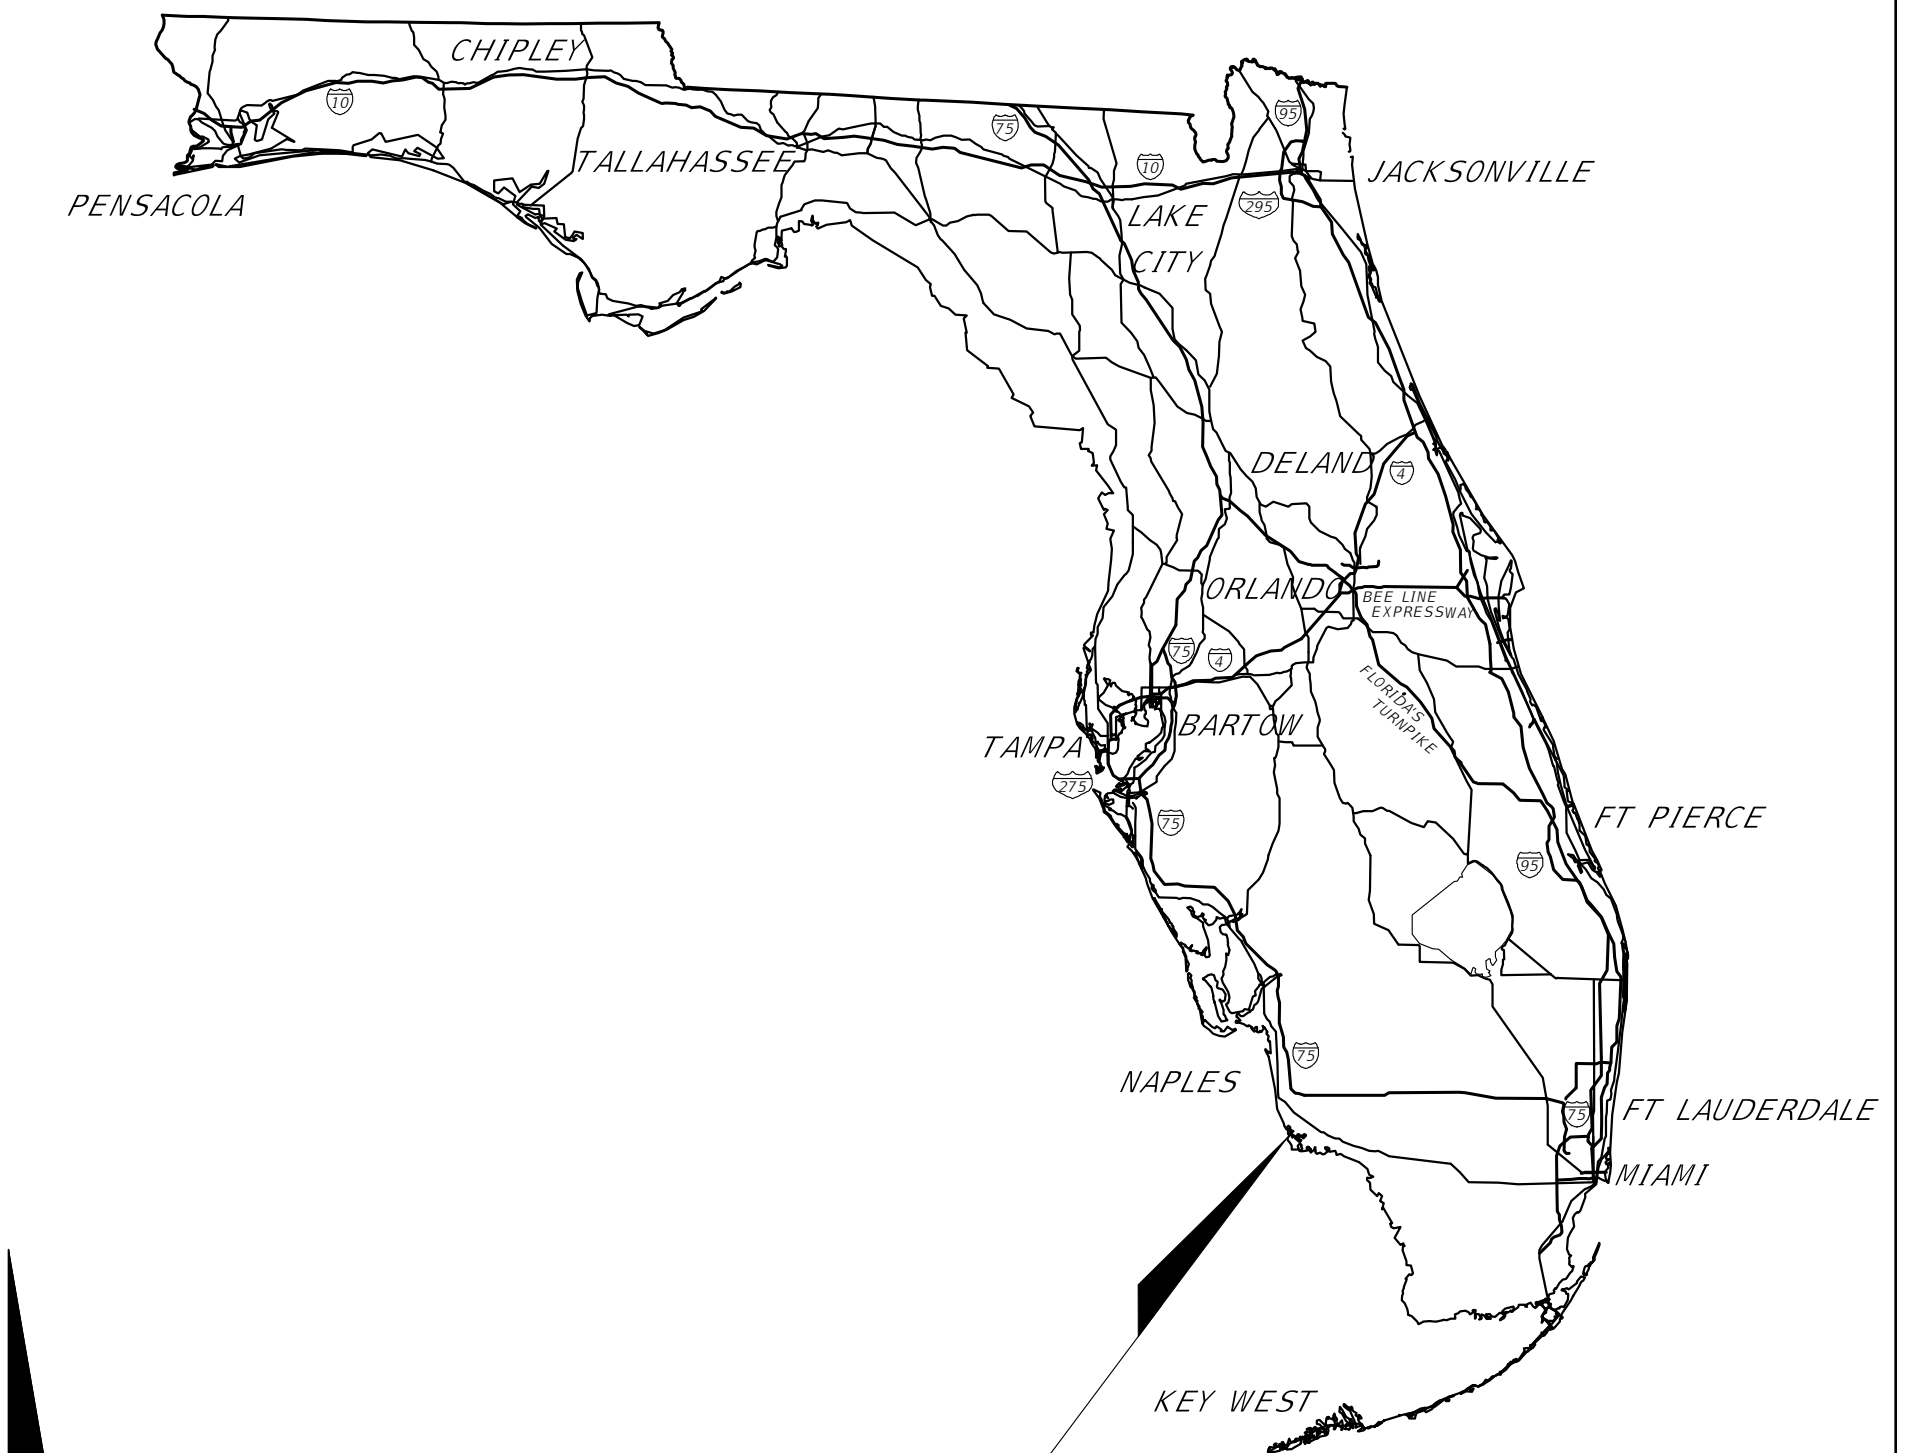 CHIPLEY
10
95
75
TALLAHASSEE
10
JACKSONVILLE
PENSACOLA
295
LAKE
CITY
DELAND
4
ORLANDO
BEE LINE
EXPRESSWAY
75
4
FLORIDA'S
TURNPIKE
BARTOW
TAMPA
275
75
FT PIERCE
95
75
NAPLES
75
FT LAUDERDALE
MIAMI
KEY WEST